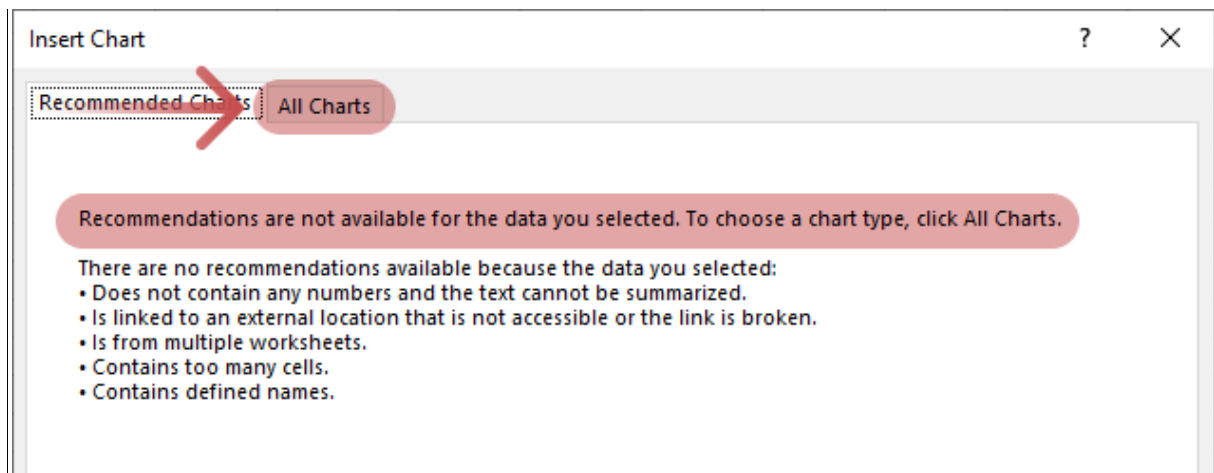 Insert Chart ?
Recommended Charts All Charts
Recommendations are not available for the data you selected. To choose a chart type, click All Charts.
There are no recommendations available because the data you selected:
• Does not contain any numbers and the text cannot be summarized.
• Is linked to an external location that is not accessible or the link is broken.
• Is from multiple worksheets.
• Contains too many cells.
• Contains defined names.